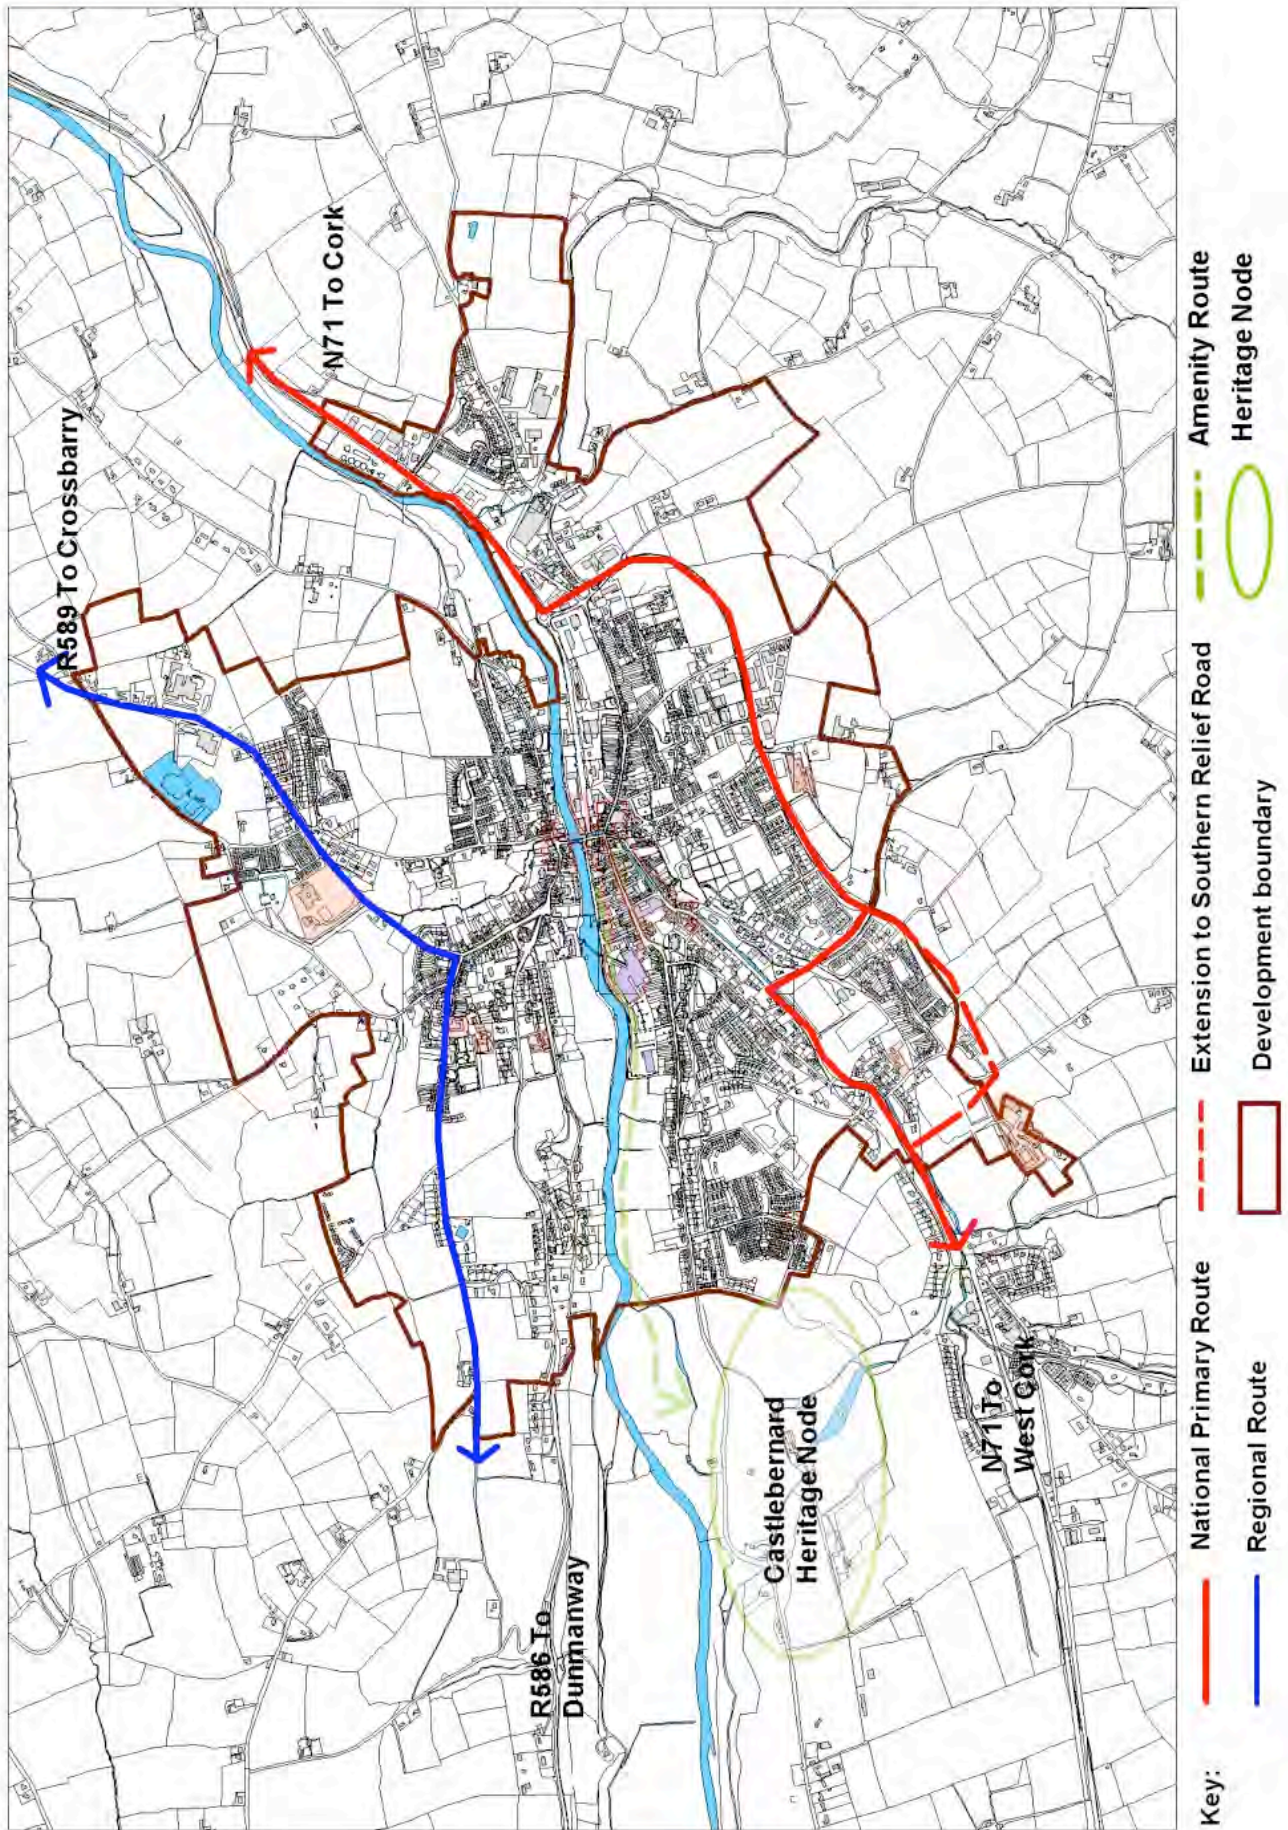 R589 To Crossbarry
N71 To Cork
R586 To
Dunmanway
Castlebernard
Heritage Node
N71 To
West Cork
Key:
National Primary Route
Extension to Southern Relief Road
Amenity Route
Regional Route
Development boundary
Heritage Node